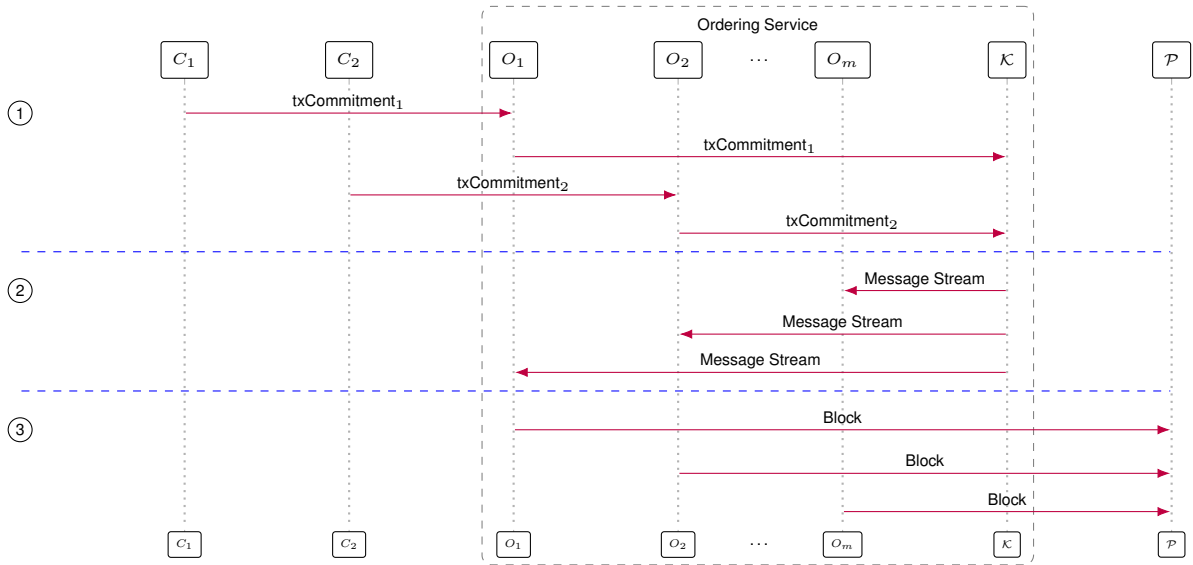 Ordering Service
C₁ C₂ O₁ O₂ ⋯ Oₘ 𝒦 𝒫
① txCommitment₁
txCommitment₁
txCommitment₂
txCommitment₂
② Message Stream
Message Stream
Message Stream
③ Block
Block
Block
C₁ C₂ O₁ O₂ ⋯ Oₘ 𝒦 𝒫